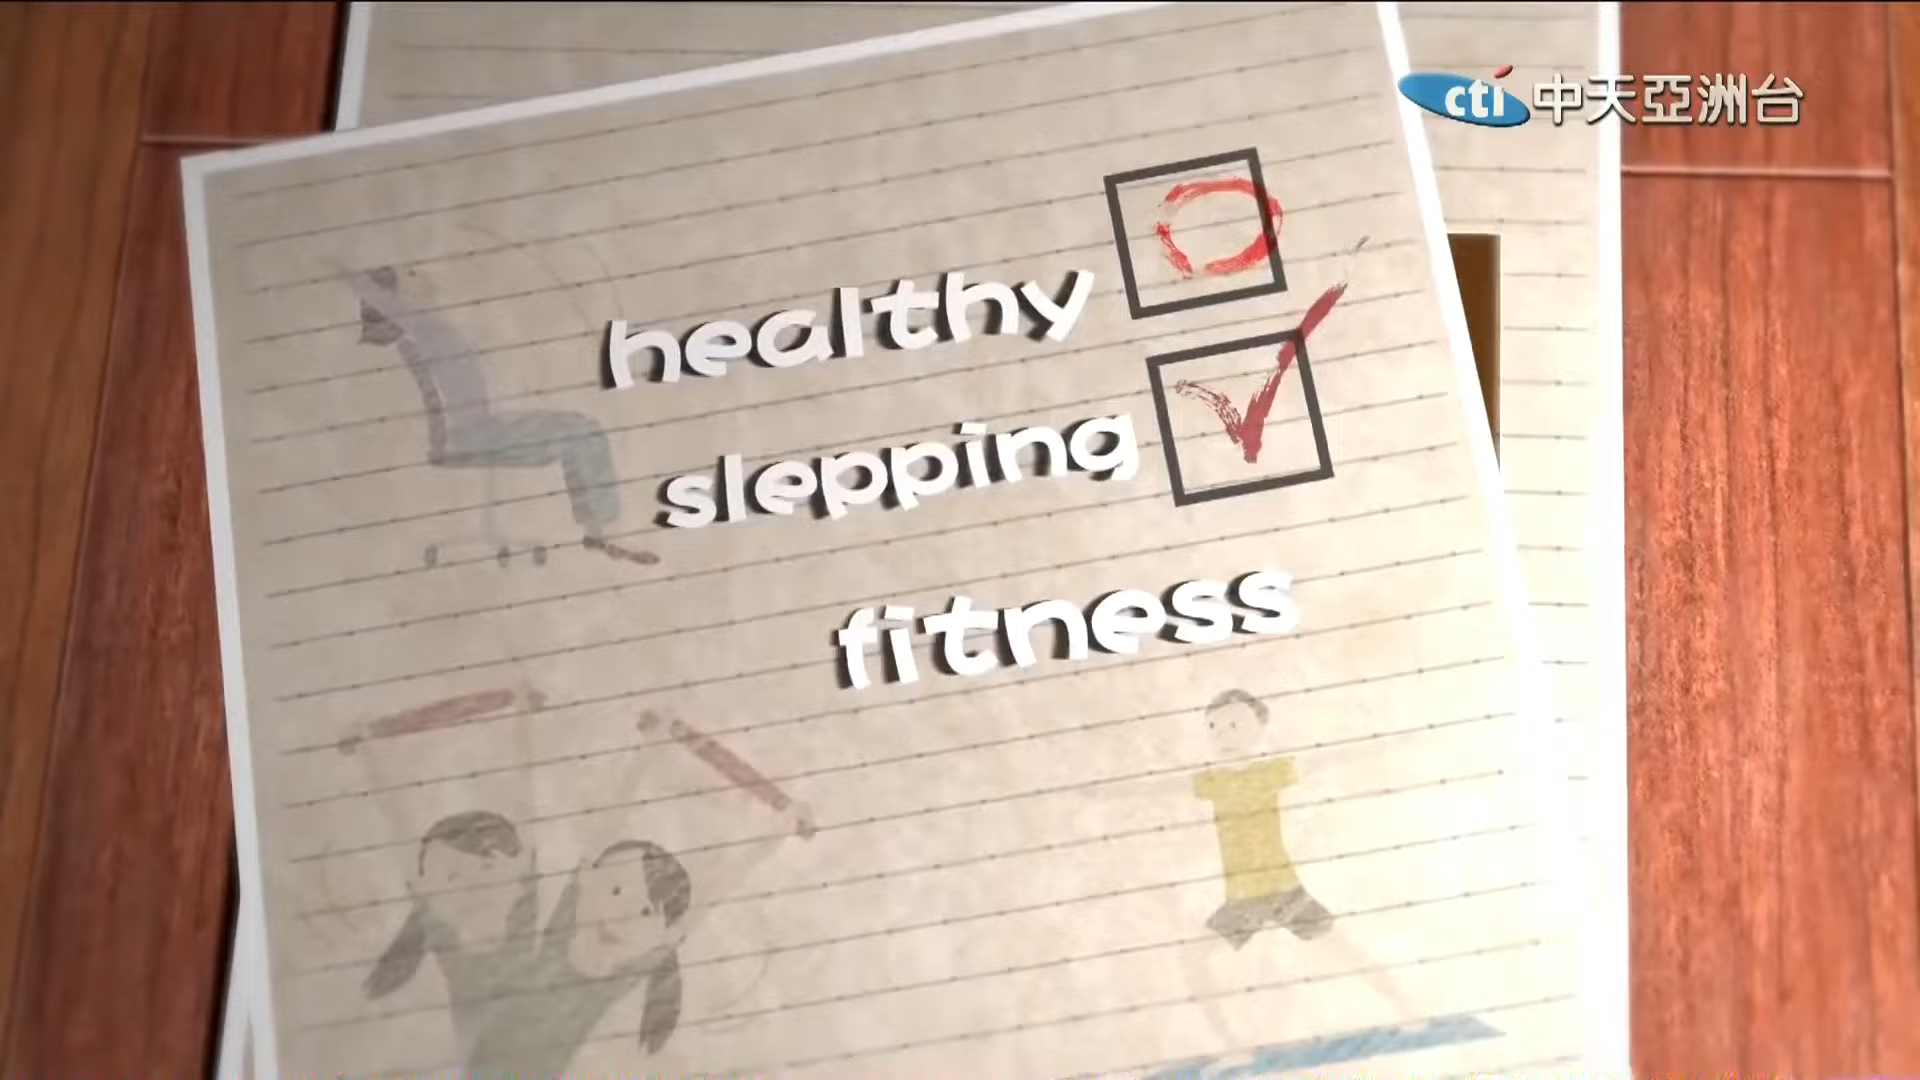 cti 中天亞洲台
healthy
slepping
fitness